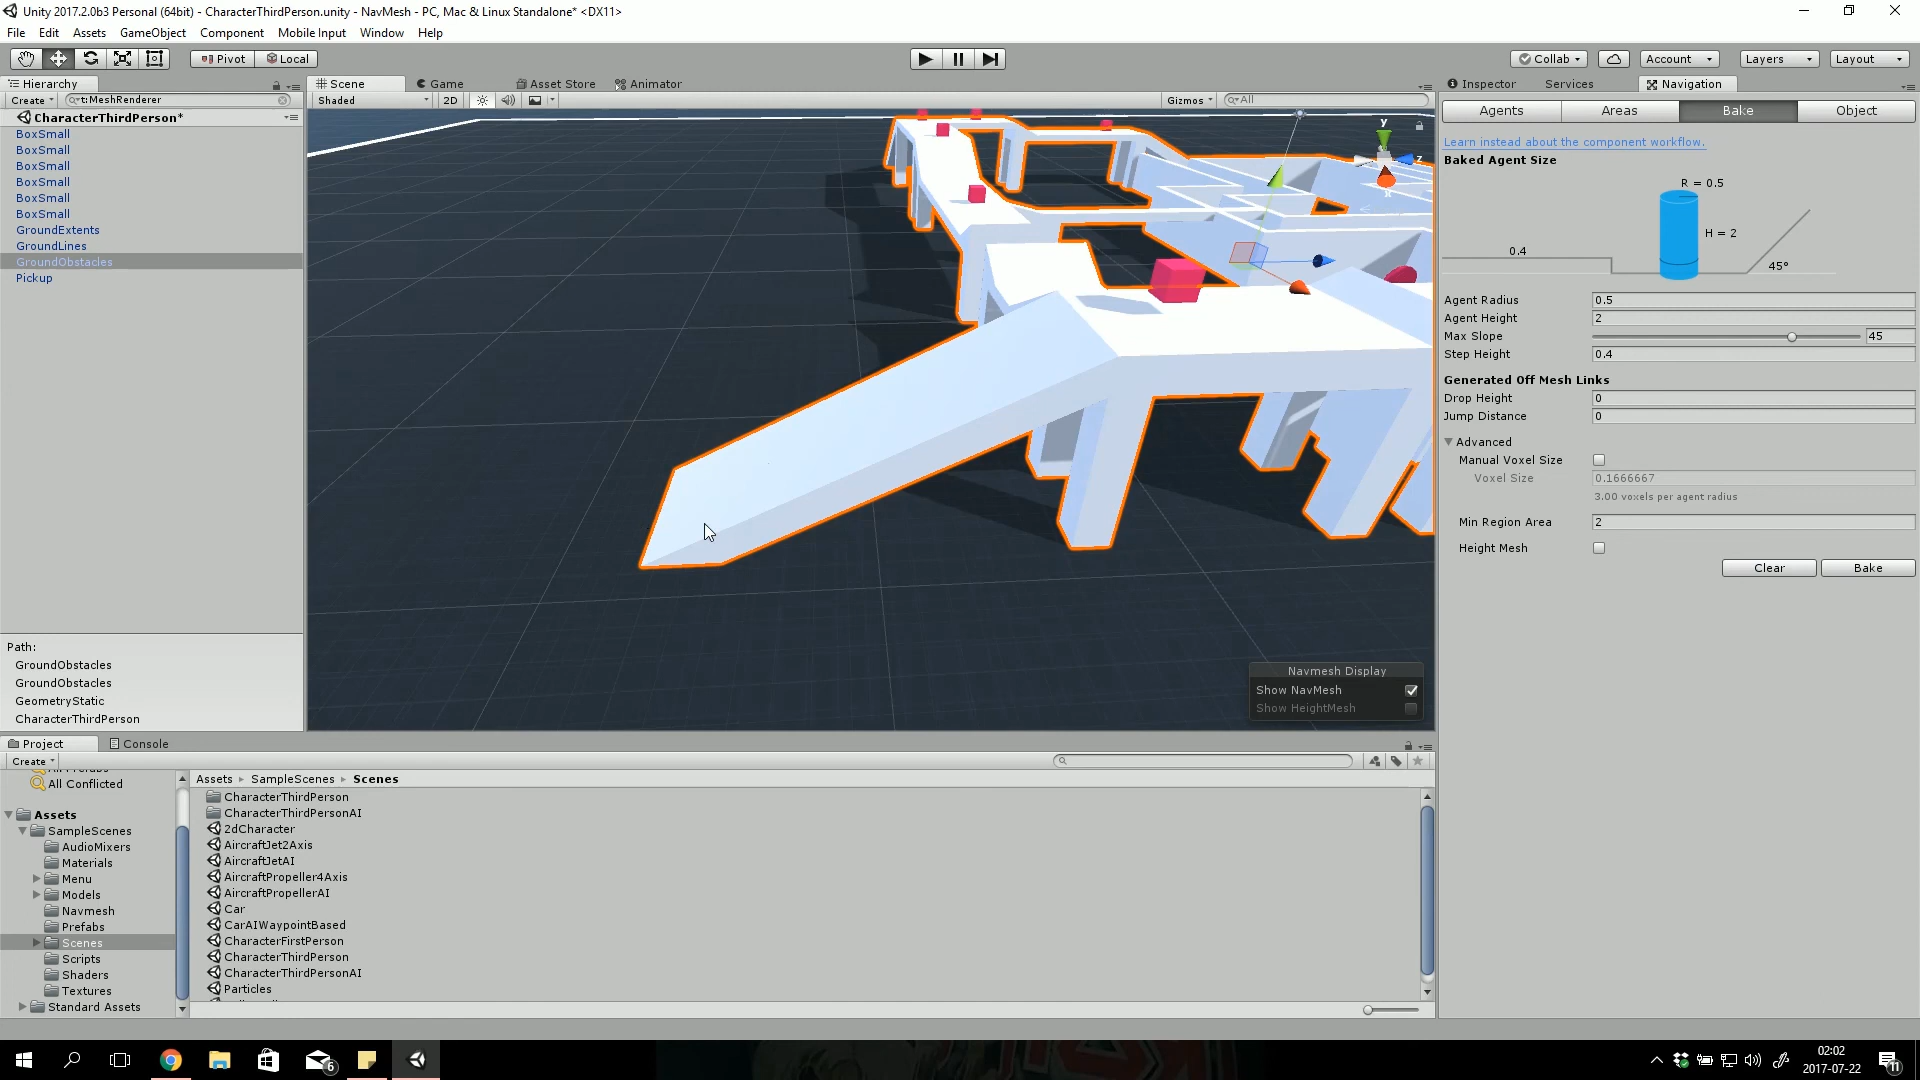 Unity 2017.2.0b3 Personal (64bit) - CharacterThirdPerson.unity - NavMesh - PC, Mac & Linux Standalone* <DX11>
File Edit Assets GameObject Component Mobile Input Window Help
Pivot Local Collab Account Layers Layout
Hierarchy Scene Game Asset Store Animator Inspector Services Navigation
Create t:MeshRenderer Shaded 2D Gizmos All
Agents Areas Bake Object
CharacterThirdPerson*
BoxSmall
BoxSmall
BoxSmall
BoxSmall
BoxSmall
BoxSmall
GroundExtents
GroundLines
GroundObstacles
Pickup
y
z
x
Learn instead about the component workflow.
Baked Agent Size
R = 0.5
H = 2
0.4
45°
Agent Radius 0.5
Agent Height 2
Max Slope 45
Step Height 0.4
Generated Off Mesh Links
Drop Height 0
Jump Distance 0
Advanced
Manual Voxel Size
Voxel Size 0.1666667
3.00 voxels per agent radius
Min Region Area 2
Height Mesh
Clear Bake
Navmesh Display
Show NavMesh
Show HeightMesh
Path:
GroundObstacles
GroundObstacles
GeometryStatic
CharacterThirdPerson
Project Console
Create
All Prefabs
All Conflicted
Assets
SampleScenes
AudioMixers
Materials
Menu
Models
Navmesh
Prefabs
Scenes
Scripts
Shaders
Textures
Standard Assets
Assets SampleScenes Scenes
CharacterThirdPerson
CharacterThirdPersonAI
2dCharacter
AircraftJet2Axis
AircraftJetAI
AircraftPropeller4Axis
AircraftPropellerAI
Car
CarAIWaypointBased
CharacterFirstPerson
CharacterThirdPerson
CharacterThirdPersonAI
Particles
6
02:02
2017-07-22
11